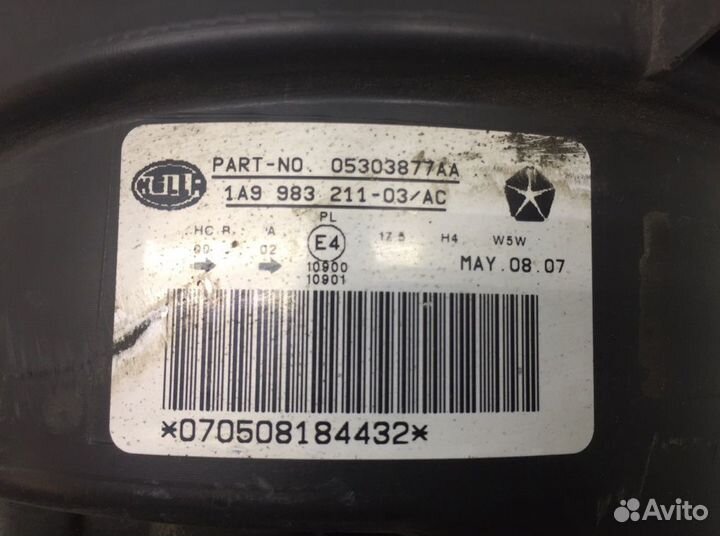 HELLA
PART-NO. 05303877AA
1A9 983 211-03/AC
PL
HC R A E4 17.5 H4 W5W
00 02
10900
10901
MAY.08.07
*070508184432*
Avito